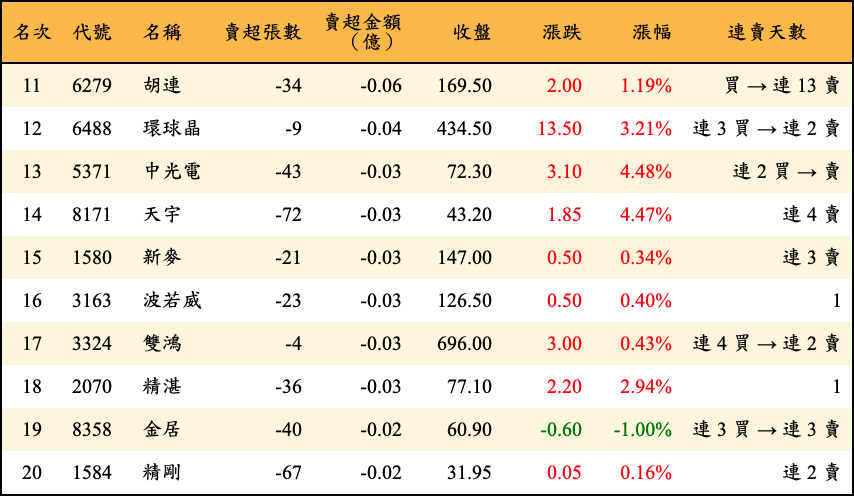 名次 代號 名稱 賣超張數 賣超金額（億） 收盤 漲跌 漲幅 連賣天數
11 6279 胡連 -34 -0.06 169.50 2.00 1.19% 買 → 連 13 賣
12 6488 環球晶 -9 -0.04 434.50 13.50 3.21% 連 3 買 → 連 2 賣
13 5371 中光電 -43 -0.03 72.30 3.10 4.48% 連 2 買 → 賣
14 8171 天宇 -72 -0.03 43.20 1.85 4.47% 連 4 賣
15 1580 新麥 -21 -0.03 147.00 0.50 0.34% 連 3 賣
16 3163 波若威 -23 -0.03 126.50 0.50 0.40% 1
17 3324 雙鴻 -4 -0.03 696.00 3.00 0.43% 連 4 買 → 連 2 賣
18 2070 精湛 -36 -0.03 77.10 2.20 2.94% 1
19 8358 金居 -40 -0.02 60.90 -0.60 -1.00% 連 3 買 → 連 3 賣
20 1584 精剛 -67 -0.02 31.95 0.05 0.16% 連 2 賣